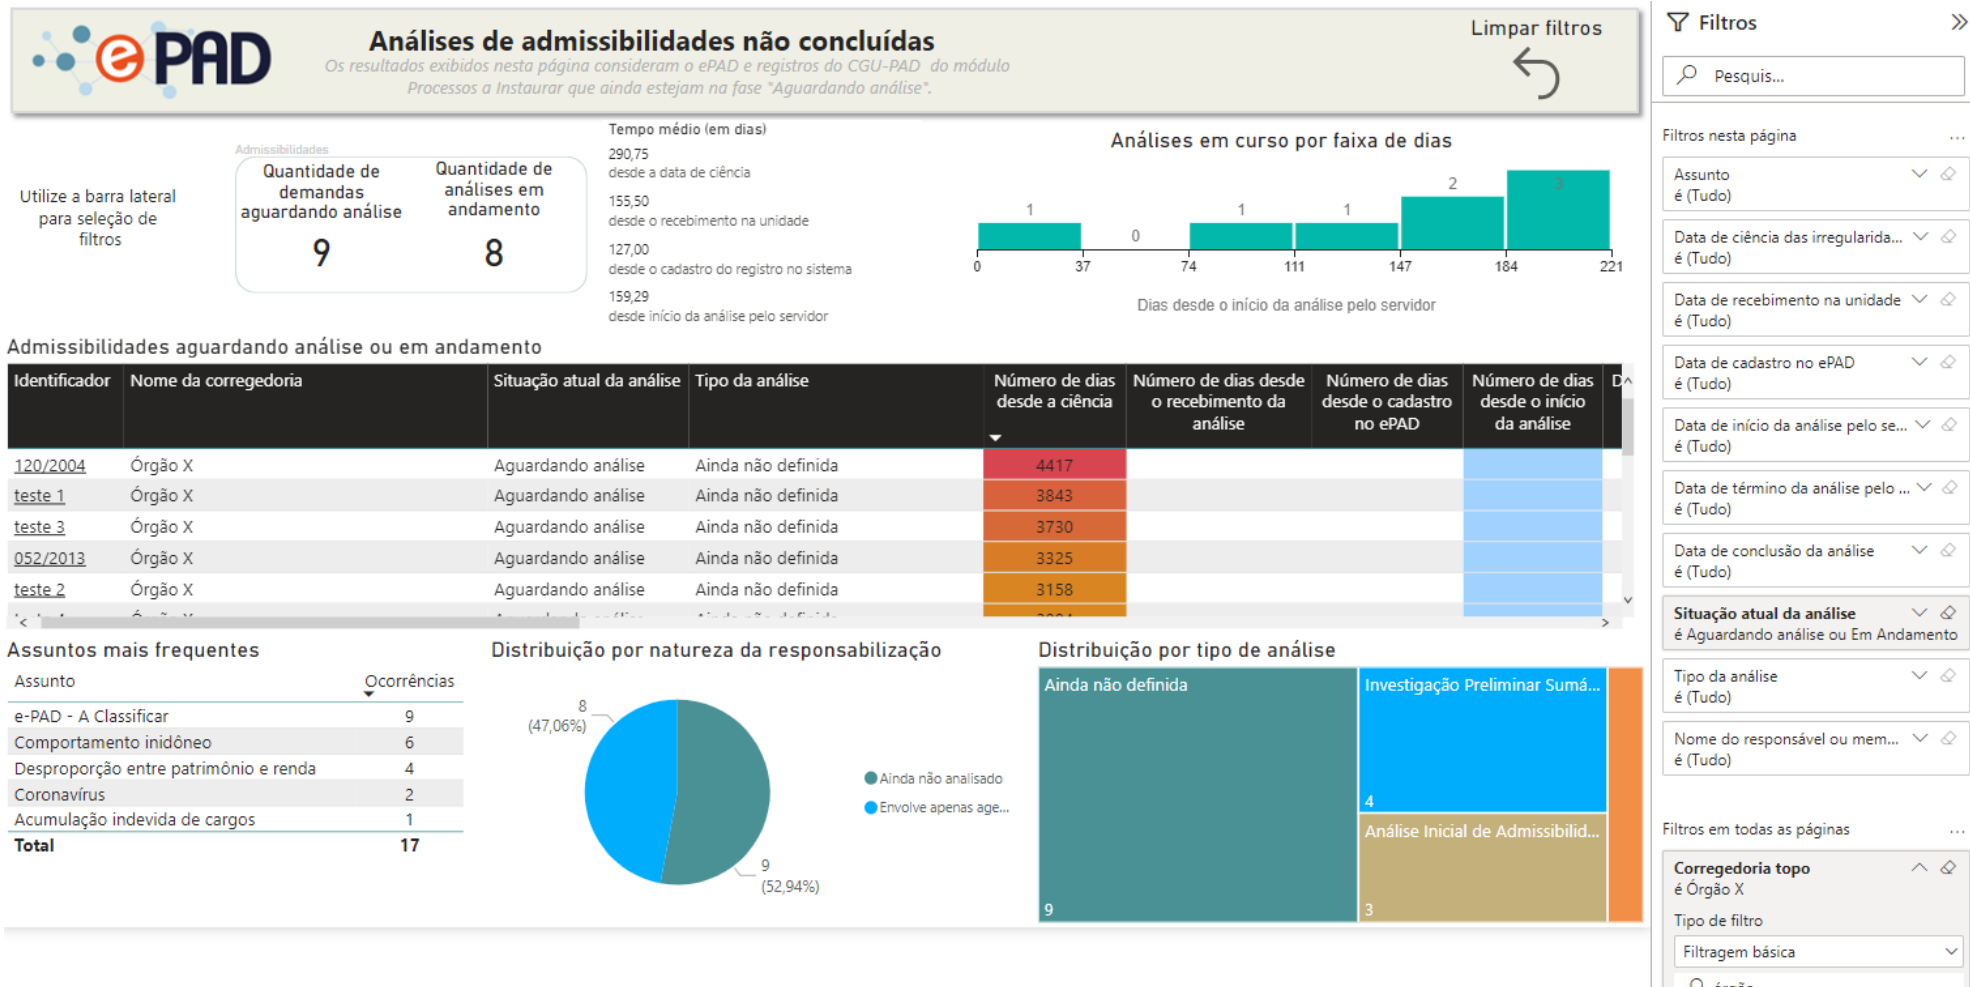 ePAD
Análises de admissibilidades não concluídas
Os resultados exibidos nesta página consideram o ePAD e registros do CGU-PAD do módulo
Processos a Instaurar que ainda estejam na fase "Aguardando análise".
Limpar filtros
Utilize a barra lateral
para seleção de
filtros
Admissibilidades
Quantidade de
demandas
aguardando análise
9
Quantidade de
análises em
andamento
8
Tempo médio (em dias)
290,75
desde a data de ciência
155,50
desde o recebimento na unidade
127,00
desde o cadastro do registro no sistema
159,29
desde início da análise pelo servidor
Análises em curso por faixa de dias
1 0 1 1 2 3
0 37 74 111 147 184 221
Dias desde o início da análise pelo servidor
Admissibilidades aguardando análise ou em andamento
Identificador Nome da corregedoria Situação atual da análise Tipo da análise Número de dias desde a ciência Número de dias desde o recebimento da análise Número de dias desde o cadastro no ePAD Número de dias desde o início da análise D
120/2004 Órgão X Aguardando análise Ainda não definida 4417
teste 1 Órgão X Aguardando análise Ainda não definida 3843
teste 3 Órgão X Aguardando análise Ainda não definida 3730
052/2013 Órgão X Aguardando análise Ainda não definida 3325
teste 2 Órgão X Aguardando análise Ainda não definida 3158
Assuntos mais frequentes
Assunto Ocorrências
e-PAD - A Classificar 9
Comportamento inidôneo 6
Desproporção entre patrimônio e renda 4
Coronavírus 2
Acumulação indevida de cargos 1
Total 17
Distribuição por natureza da responsabilização
8
(47,06%)
9
(52,94%)
Ainda não analisado
Envolve apenas age...
Distribuição por tipo de análise
Ainda não definida
9
Investigação Preliminar Sumá...
4
Análise Inicial de Admissibilid...
3
Filtros
Pesquis...
Filtros nesta página
...
Assunto
é (Tudo)
Data de ciência das irregularida...
é (Tudo)
Data de recebimento na unidade
é (Tudo)
Data de cadastro no ePAD
é (Tudo)
Data de início da análise pelo se...
é (Tudo)
Data de término da análise pelo ...
é (Tudo)
Data de conclusão da análise
é (Tudo)
Situação atual da análise
é Aguardando análise ou Em Andamento
Tipo da análise
é (Tudo)
Nome do responsável ou mem...
é (Tudo)
Filtros em todas as páginas
...
Corregedoria topo
é Órgão X
Tipo de filtro
Filtragem básica